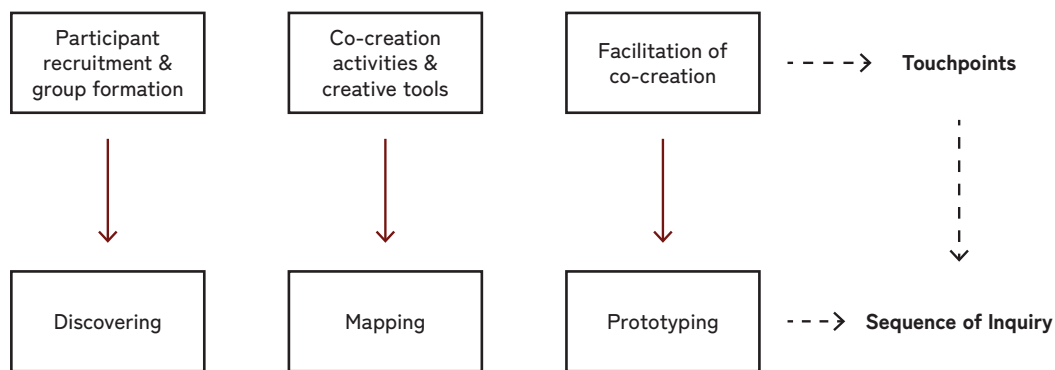 Participant
recruitment &
group formation
Co-creation
activities &
creative tools
Facilitation of
co-creation
Touchpoints
Discovering
Mapping
Prototyping
Sequence of Inquiry